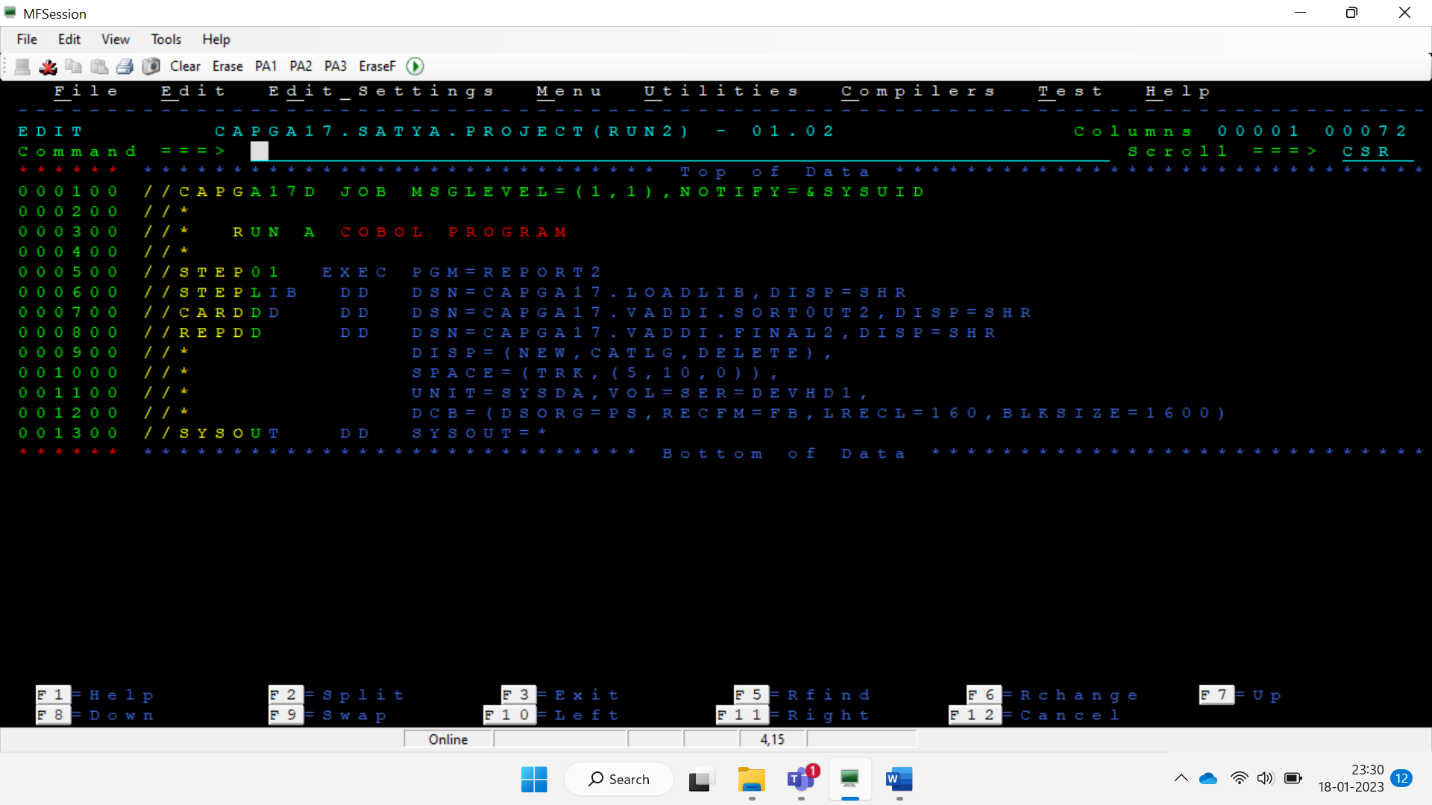 MFSession
File Edit View Tools Help
Clear Erase PA1 PA2 PA3 EraseF
File Edit Edit_Settings Menu Utilities Compilers Test Help
EDIT CAPGA17.SATYA.PROJECT(RUN2) - 01.02 Columns 00001 00072
Command ===> Scroll ===> CSR
****** **************************** Top of Data ******************************
000100 //CAPGA17D JOB MSGLEVEL=(1,1),NOTIFY=&SYSUID
000200 //*
000300 //* RUN A COBOL PROGRAM
000400 //*
000500 //STEP01 EXEC PGM=REPORT2
000600 //STEPLIB DD DSN=CAPGA17.LOADLIB,DISP=SHR
000700 //CARDDD DD DSN=CAPGA17.VADDI.SORTOUT2,DISP=SHR
000800 //REPDD DD DSN=CAPGA17.VADDI.FINAL2,DISP=SHR
000900 //* DISP=(NEW,CATLG,DELETE),
001000 //* SPACE=(TRK,(5,10,0)),
001100 //* UNIT=SYSDA,VOL=SER=DEVHD1,
001200 //* DCB=(DSORG=PS,RECFM=FB,LRECL=160,BLKSIZE=1600)
001300 //SYSOUT DD SYSOUT=*
****** **************************** Bottom of Data ****************************
F1=Help F2=Split F3=Exit F5=Rfind F6=Rchange F7=Up
F8=Down F9=Swap F10=Left F11=Right F12=Cancel
Online 4,15
Search 1 23:30
18-01-2023 12